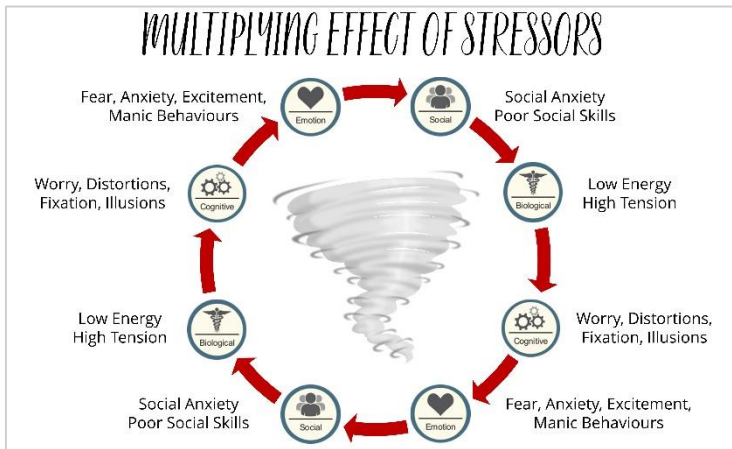 MULTIPLYING EFFECT OF STRESSORS
Fear, Anxiety, Excitement,
Manic Behaviours
Emotion
Social
Social Anxiety
Poor Social Skills
Worry, Distortions,
Fixation, Illusions
Cognitive
Biological
Low Energy
High Tension
Low Energy
High Tension
Biological
Cognitive
Worry, Distortions,
Fixation, Illusions
Social Anxiety
Poor Social Skills
Social
Emotion
Fear, Anxiety, Excitement,
Manic Behaviours